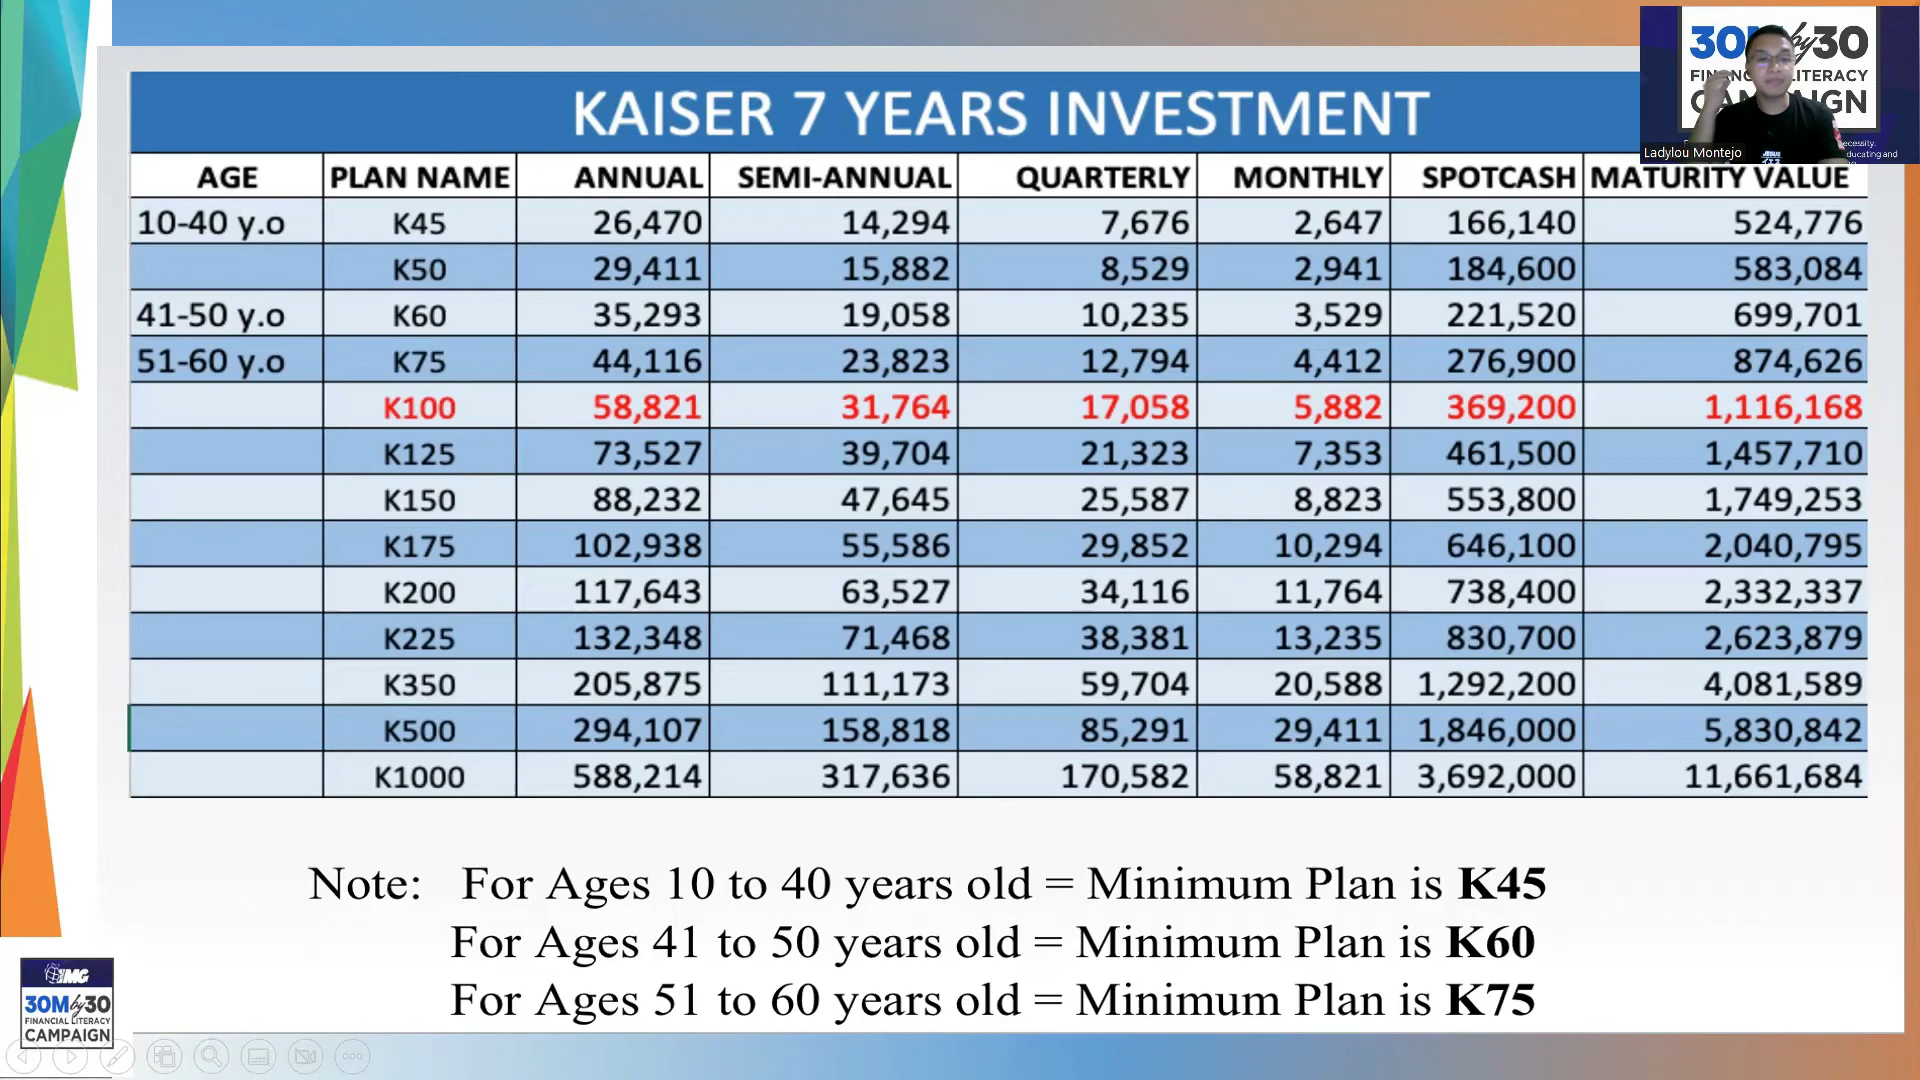 KAISER 7 YEARS INVESTMENT
AGE PLAN NAME ANNUAL SEMI-ANNUAL QUARTERLY MONTHLY SPOTCASH MATURITY VALUE
10-40 y.o K45 26,470 14,294 7,676 2,647 166,140 524,776
K50 29,411 15,882 8,529 2,941 184,600 583,084
41-50 y.o K60 35,293 19,058 10,235 3,529 221,520 699,701
51-60 y.o K75 44,116 23,823 12,794 4,412 276,900 874,626
K100 58,821 31,764 17,058 5,882 369,200 1,116,168
K125 73,527 39,704 21,323 7,353 461,500 1,457,710
K150 88,232 47,645 25,587 8,823 553,800 1,749,253
K175 102,938 55,586 29,852 10,294 646,100 2,040,795
K200 117,643 63,527 34,116 11,764 738,400 2,332,337
K225 132,348 71,468 38,381 13,235 830,700 2,623,879
K350 205,875 111,173 59,704 20,588 1,292,200 4,081,589
K500 294,107 158,818 85,291 29,411 1,846,000 5,830,842
K1000 588,214 317,636 170,582 58,821 3,692,000 11,661,684
Note: For Ages 10 to 40 years old = Minimum Plan is K45
For Ages 41 to 50 years old = Minimum Plan is K60
For Ages 51 to 60 years old = Minimum Plan is K75
IMG
30M by 30
FINANCIAL LITERACY
CAMPAIGN
30 by 30
LITERACY
Ladylou Montejo
JESUS
ecessity.
ducating and